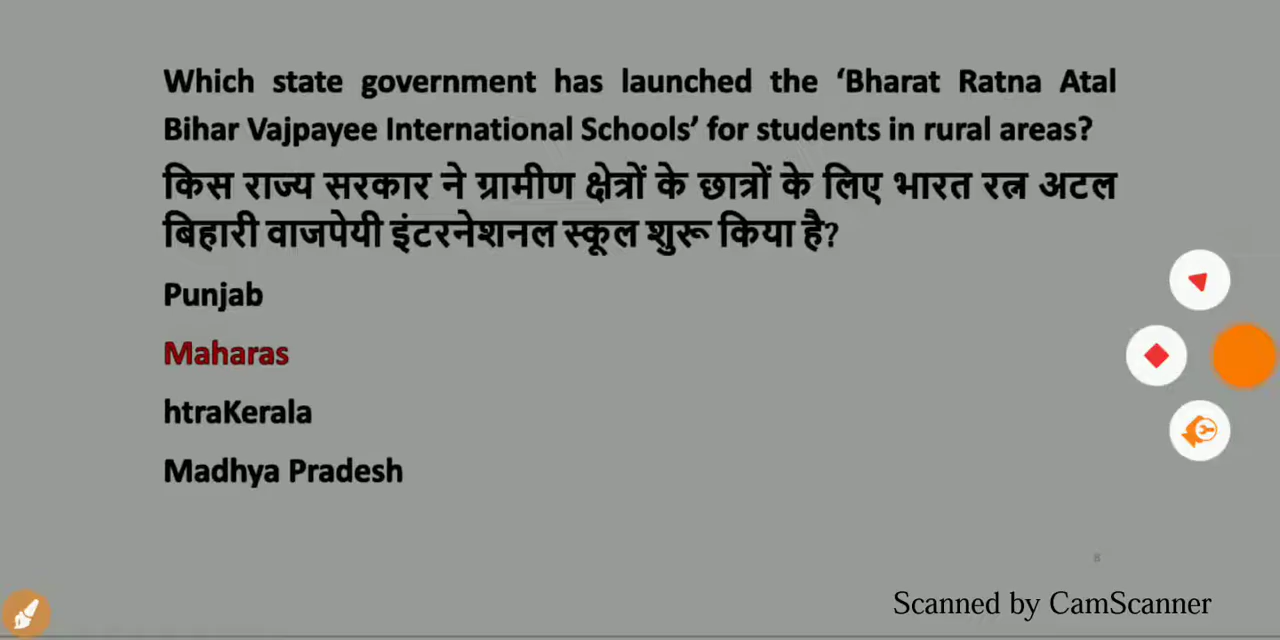 Which state government has launched the ‘Bharat Ratna Atal
Bihar Vajpayee International Schools’ for students in rural areas?
किस राज्य सरकार ने ग्रामीण क्षेत्रों के छात्रों के लिए भारत रत्न अटल
बिहारी वाजपेयी इंटरनेशनल स्कूल शुरू किया है?
Punjab
Maharas
htraKerala
Madhya Pradesh
8
Scanned by CamScanner